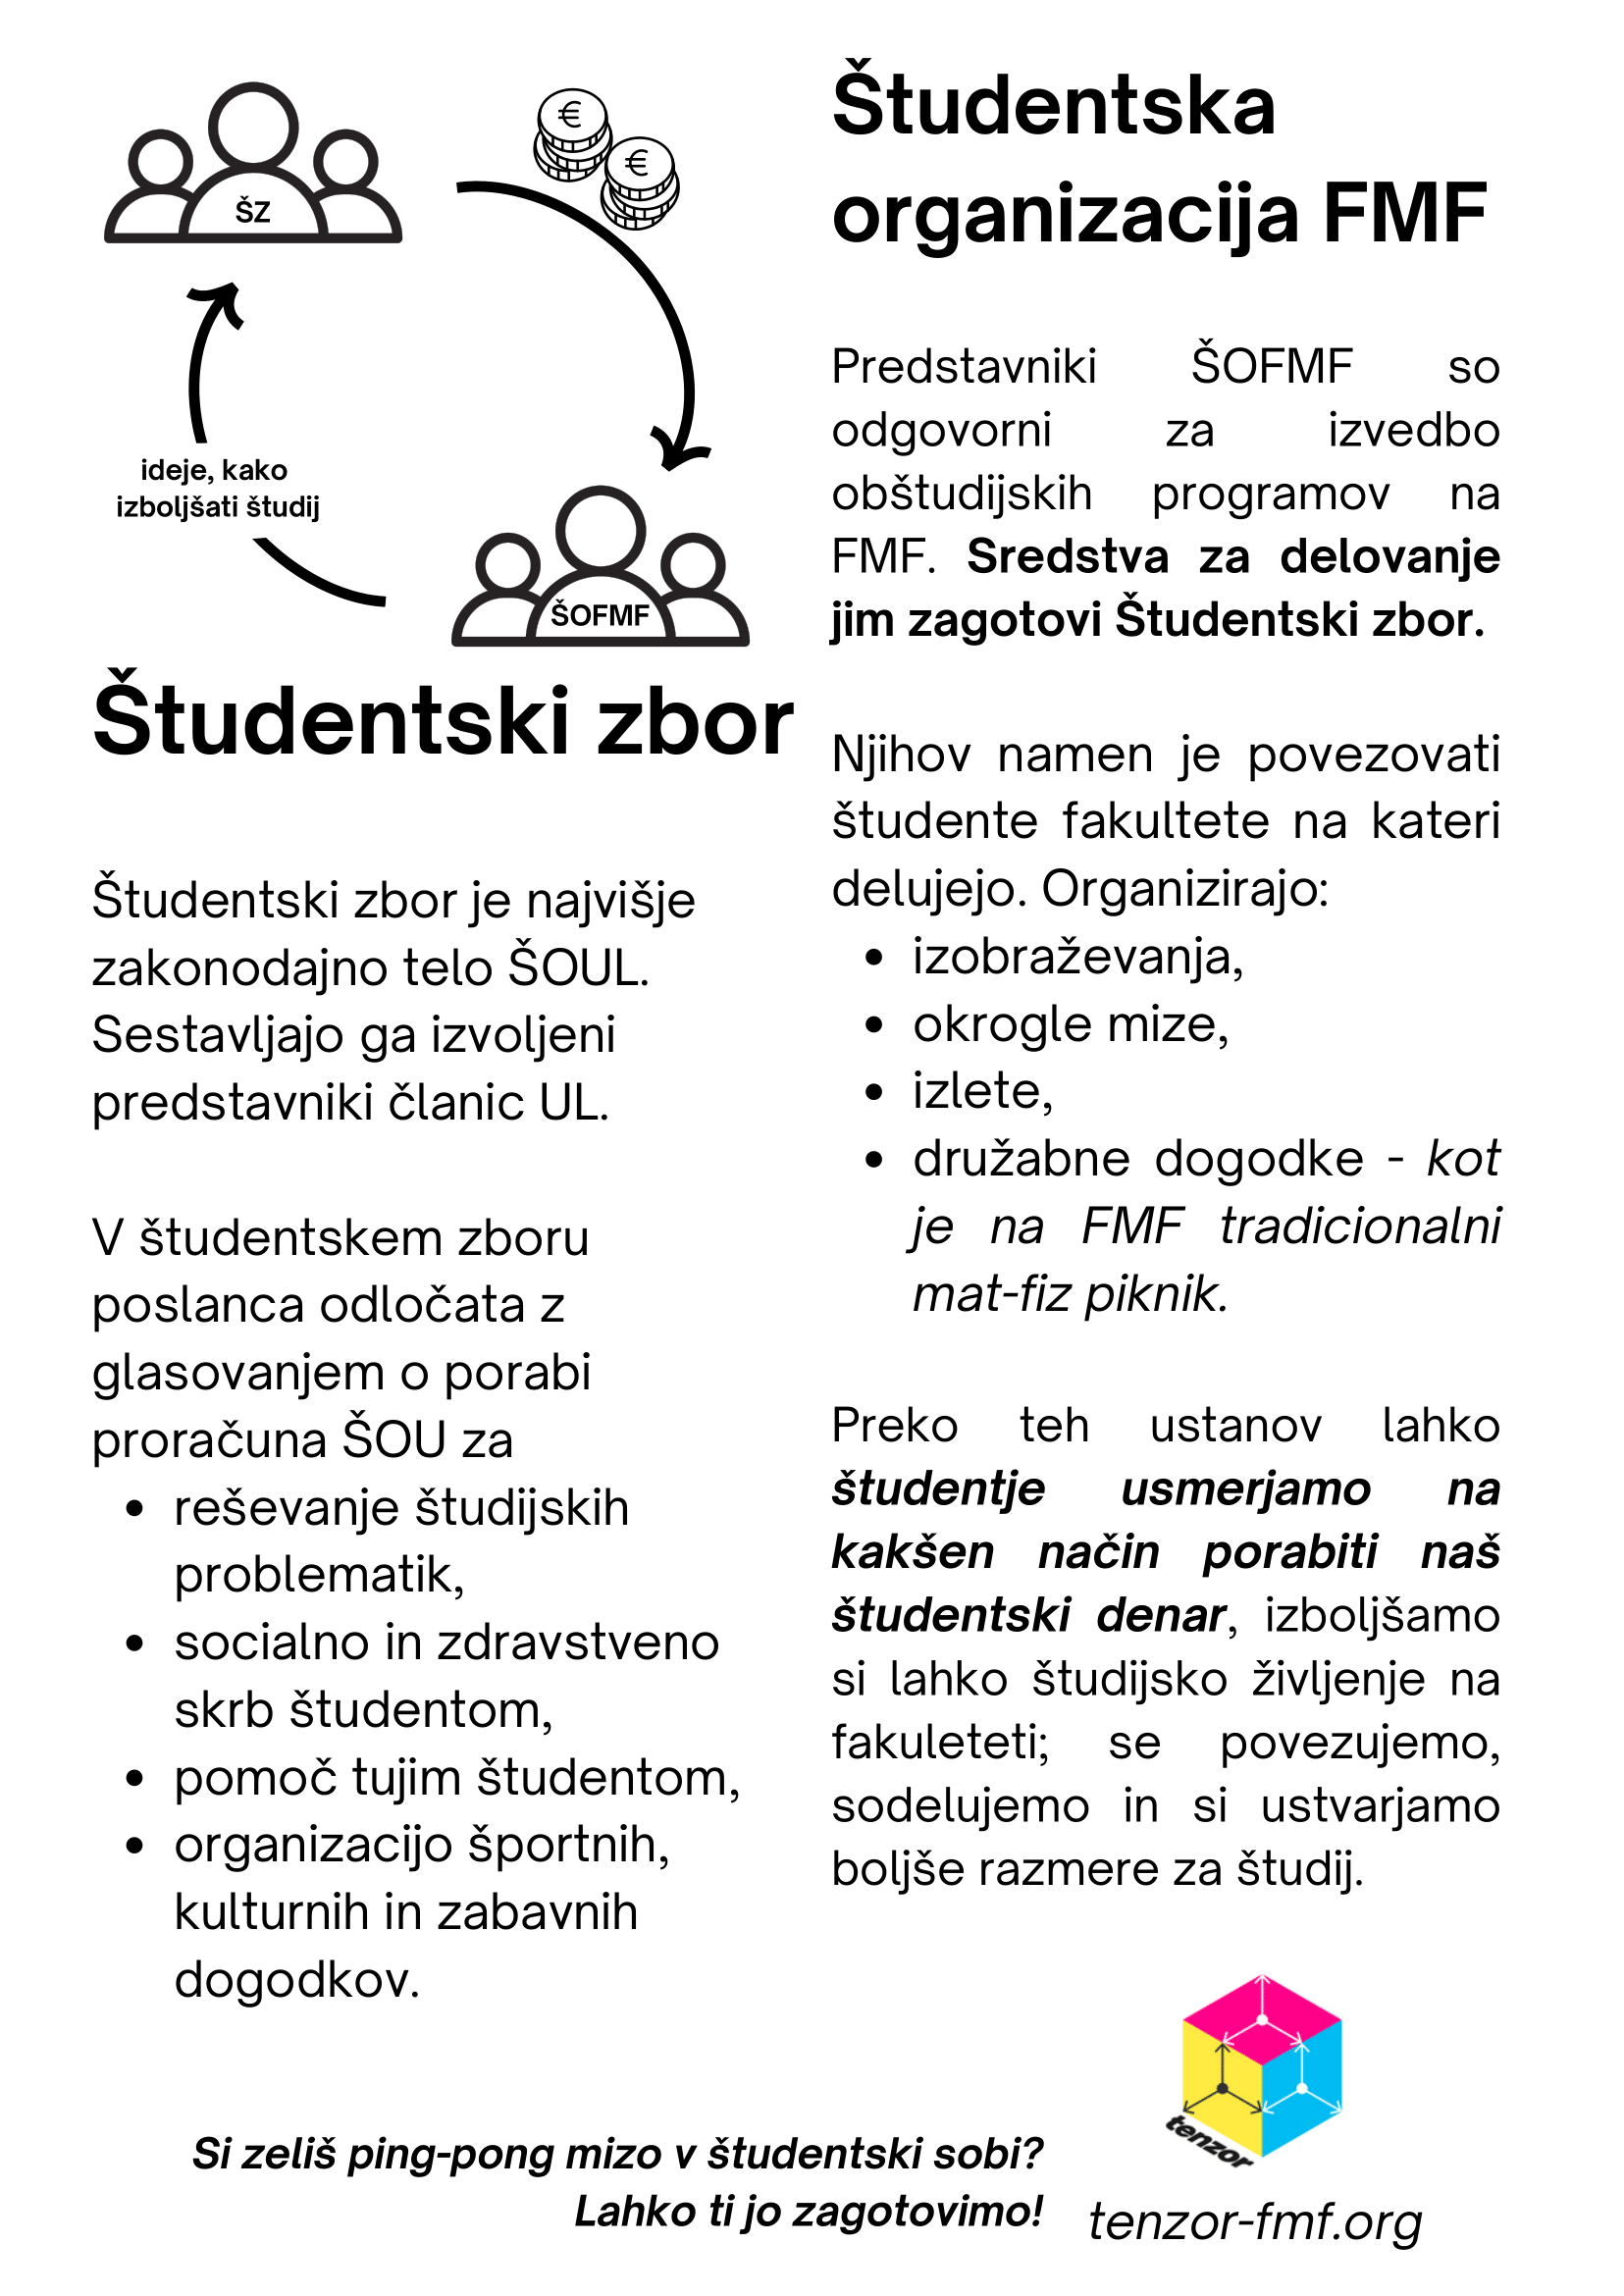 ŠZ
€
€
ideje, kako
izboljšati študij
ŠOFMF
Študentski zbor
Študentski zbor je najvišje
zakonodajno telo ŠOUL.
Sestavljajo ga izvoljeni
predstavniki članic UL.
V študentskem zboru
poslanca odločata z
glasovanjem o porabi
proračuna ŠOU za
• reševanje študijskih
problematik,
• socialno in zdravstveno
skrb študentom,
• pomoč tujim študentom,
• organizacijo športnih,
kulturnih in zabavnih
dogodkov.
Študentska
organizacija FMF
Predstavniki ŠOFMF so
odgovorni za izvedbo
obštudijskih programov na
FMF. Sredstva za delovanje
jim zagotovi Študentski zbor.
Njihov namen je povezovati
študente fakultete na kateri
delujejo. Organizirajo:
• izobraževanja,
• okrogle mize,
• izlete,
• družabne dogodke - kot
je na FMF tradicionalni
mat-fiz piknik.
Preko teh ustanov lahko
študentje usmerjamo na
kakšen način porabiti naš
študentski denar, izboljšamo
si lahko študijsko življenje na
fakuleteti; se povezujemo,
sodelujemo in si ustvarjamo
boljše razmere za študij.
Si zeliš ping-pong mizo v študentski sobi?
Lahko ti jo zagotovimo!
tenzor
tenzor-fmf.org